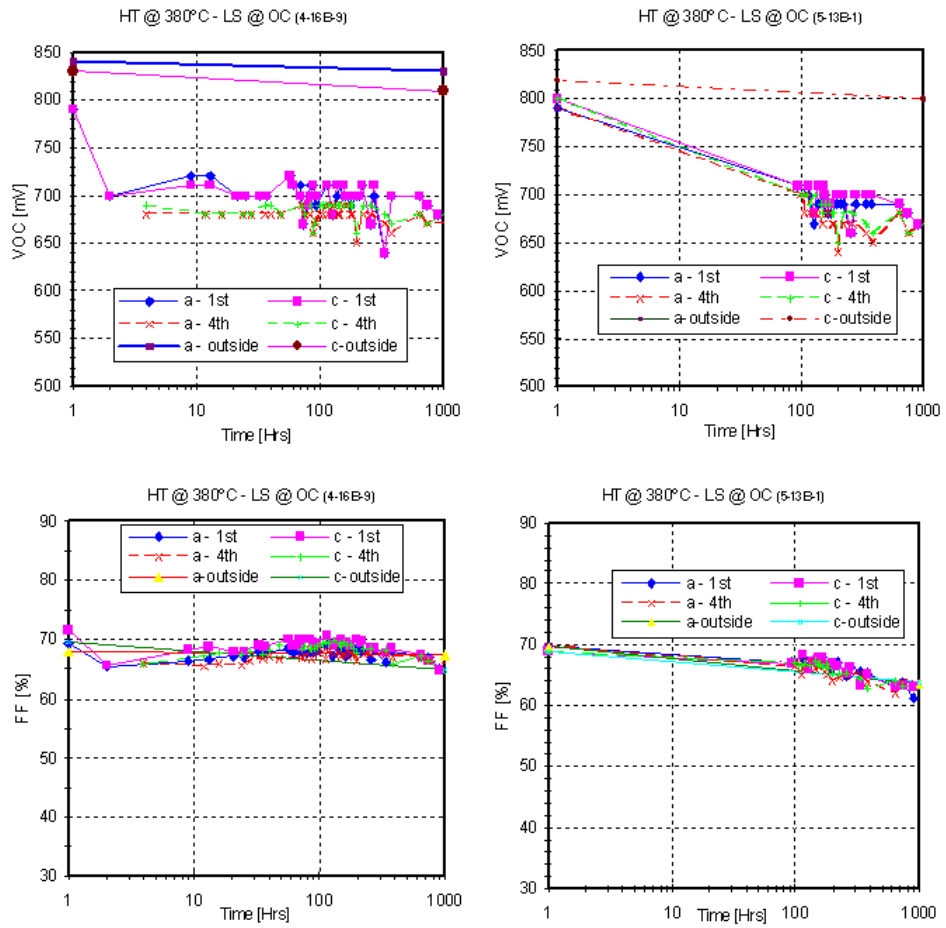 HT @ 380°C - LS @ OC (4-16B-9)
850
800
750
700
650
600
550
500
VOC [mV]
a - 1st
c - 1st
a - 4th
c - 4th
a - outside
c-outside
1
10
100
1000
Time [Hrs]
HT @ 380°C - LS @ OC (5-13B-1)
850
800
750
700
650
600
550
500
VOC [mV]
a - 1st
c - 1st
a - 4th
c - 4th
a-outside
c-outside
1
10
100
1000
Time [Hrs]
HT @ 380°C - LS @ OC (4-16B-9)
90
80
70
60
50
40
30
FF [%]
a - 1st
c - 1st
a - 4th
c - 4th
a-outside
c-outside
1
10
100
1000
Time [Hrs]
HT @ 380°C - LS @ OC (5-13B-1)
90
80
70
60
50
40
30
FF [%]
a - 1st
c - 1st
a - 4th
c - 4th
a-outside
c-outside
1
10
100
1000
Time [Hrs]